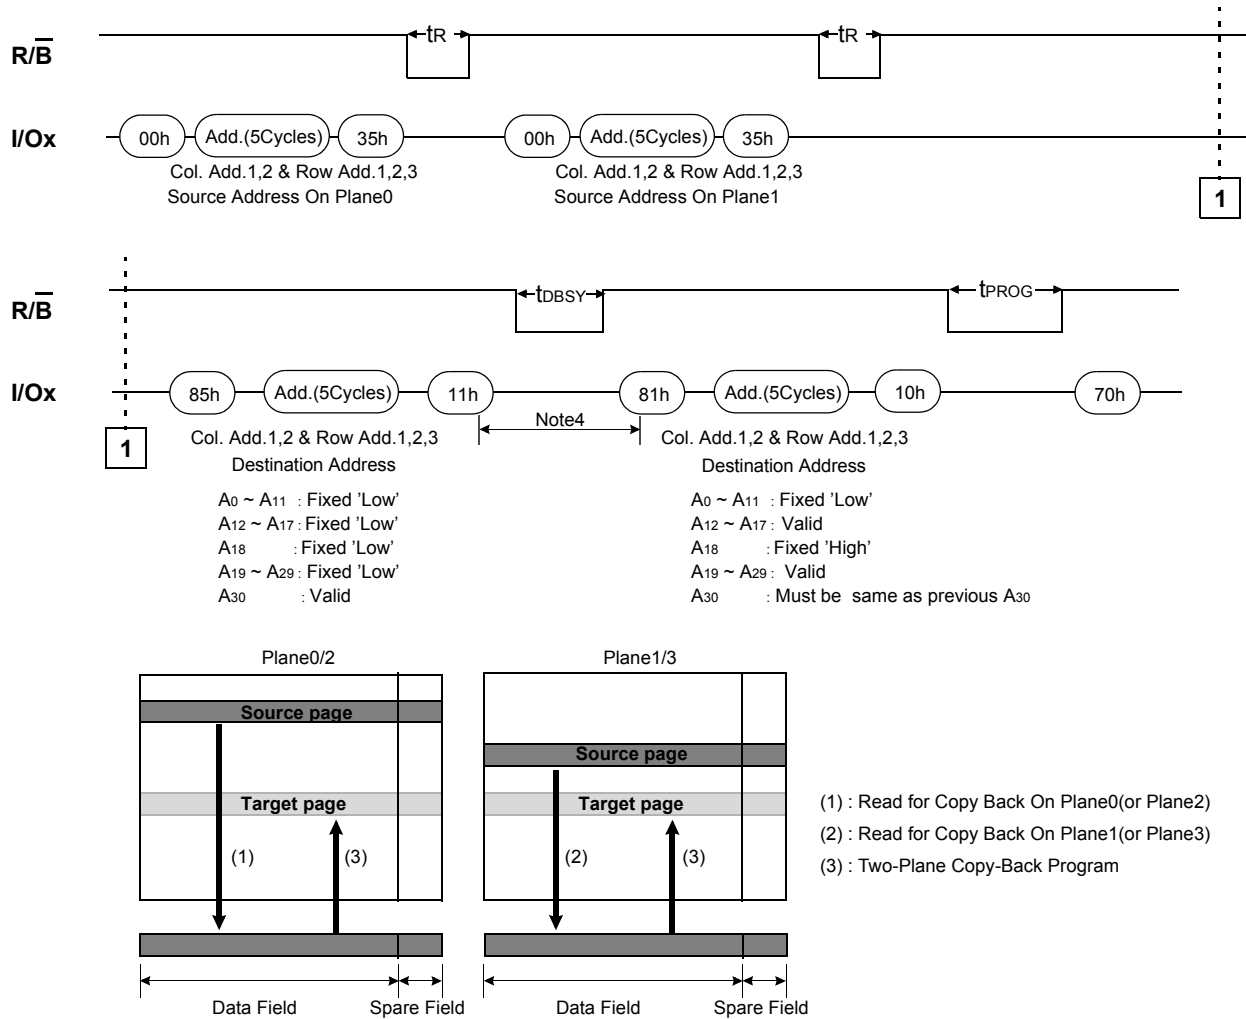 R/B
tR
tR
I/Ox
00h
Add.(5Cycles)
35h
00h
Add.(5Cycles)
35h
Col. Add.1,2 & Row Add.1,2,3
Source Address On Plane0
Col. Add.1,2 & Row Add.1,2,3
Source Address On Plane1
1
R/B
tDBSY
tPROG
I/Ox
85h
Add.(5Cycles)
11h
81h
Add.(5Cycles)
10h
70h
Note4
1
Col. Add.1,2 & Row Add.1,2,3
Destination Address
A0 ~ A11 : Fixed 'Low'
A12 ~ A17 : Fixed 'Low'
A18 : Fixed 'Low'
A19 ~ A29 : Fixed 'Low'
A30 : Valid
Col. Add.1,2 & Row Add.1,2,3
Destination Address
A0 ~ A11 : Fixed 'Low'
A12 ~ A17 : Valid
A18 : Fixed 'High'
A19 ~ A29 : Valid
A30 : Must be same as previous A30
Plane0/2
Source page
Target page
(1)
(3)
Data Field
Spare Field
Plane1/3
Source page
Target page
(2)
(3)
Data Field
Spare Field
(1) : Read for Copy Back On Plane0(or Plane2)
(2) : Read for Copy Back On Plane1(or Plane3)
(3) : Two-Plane Copy-Back Program